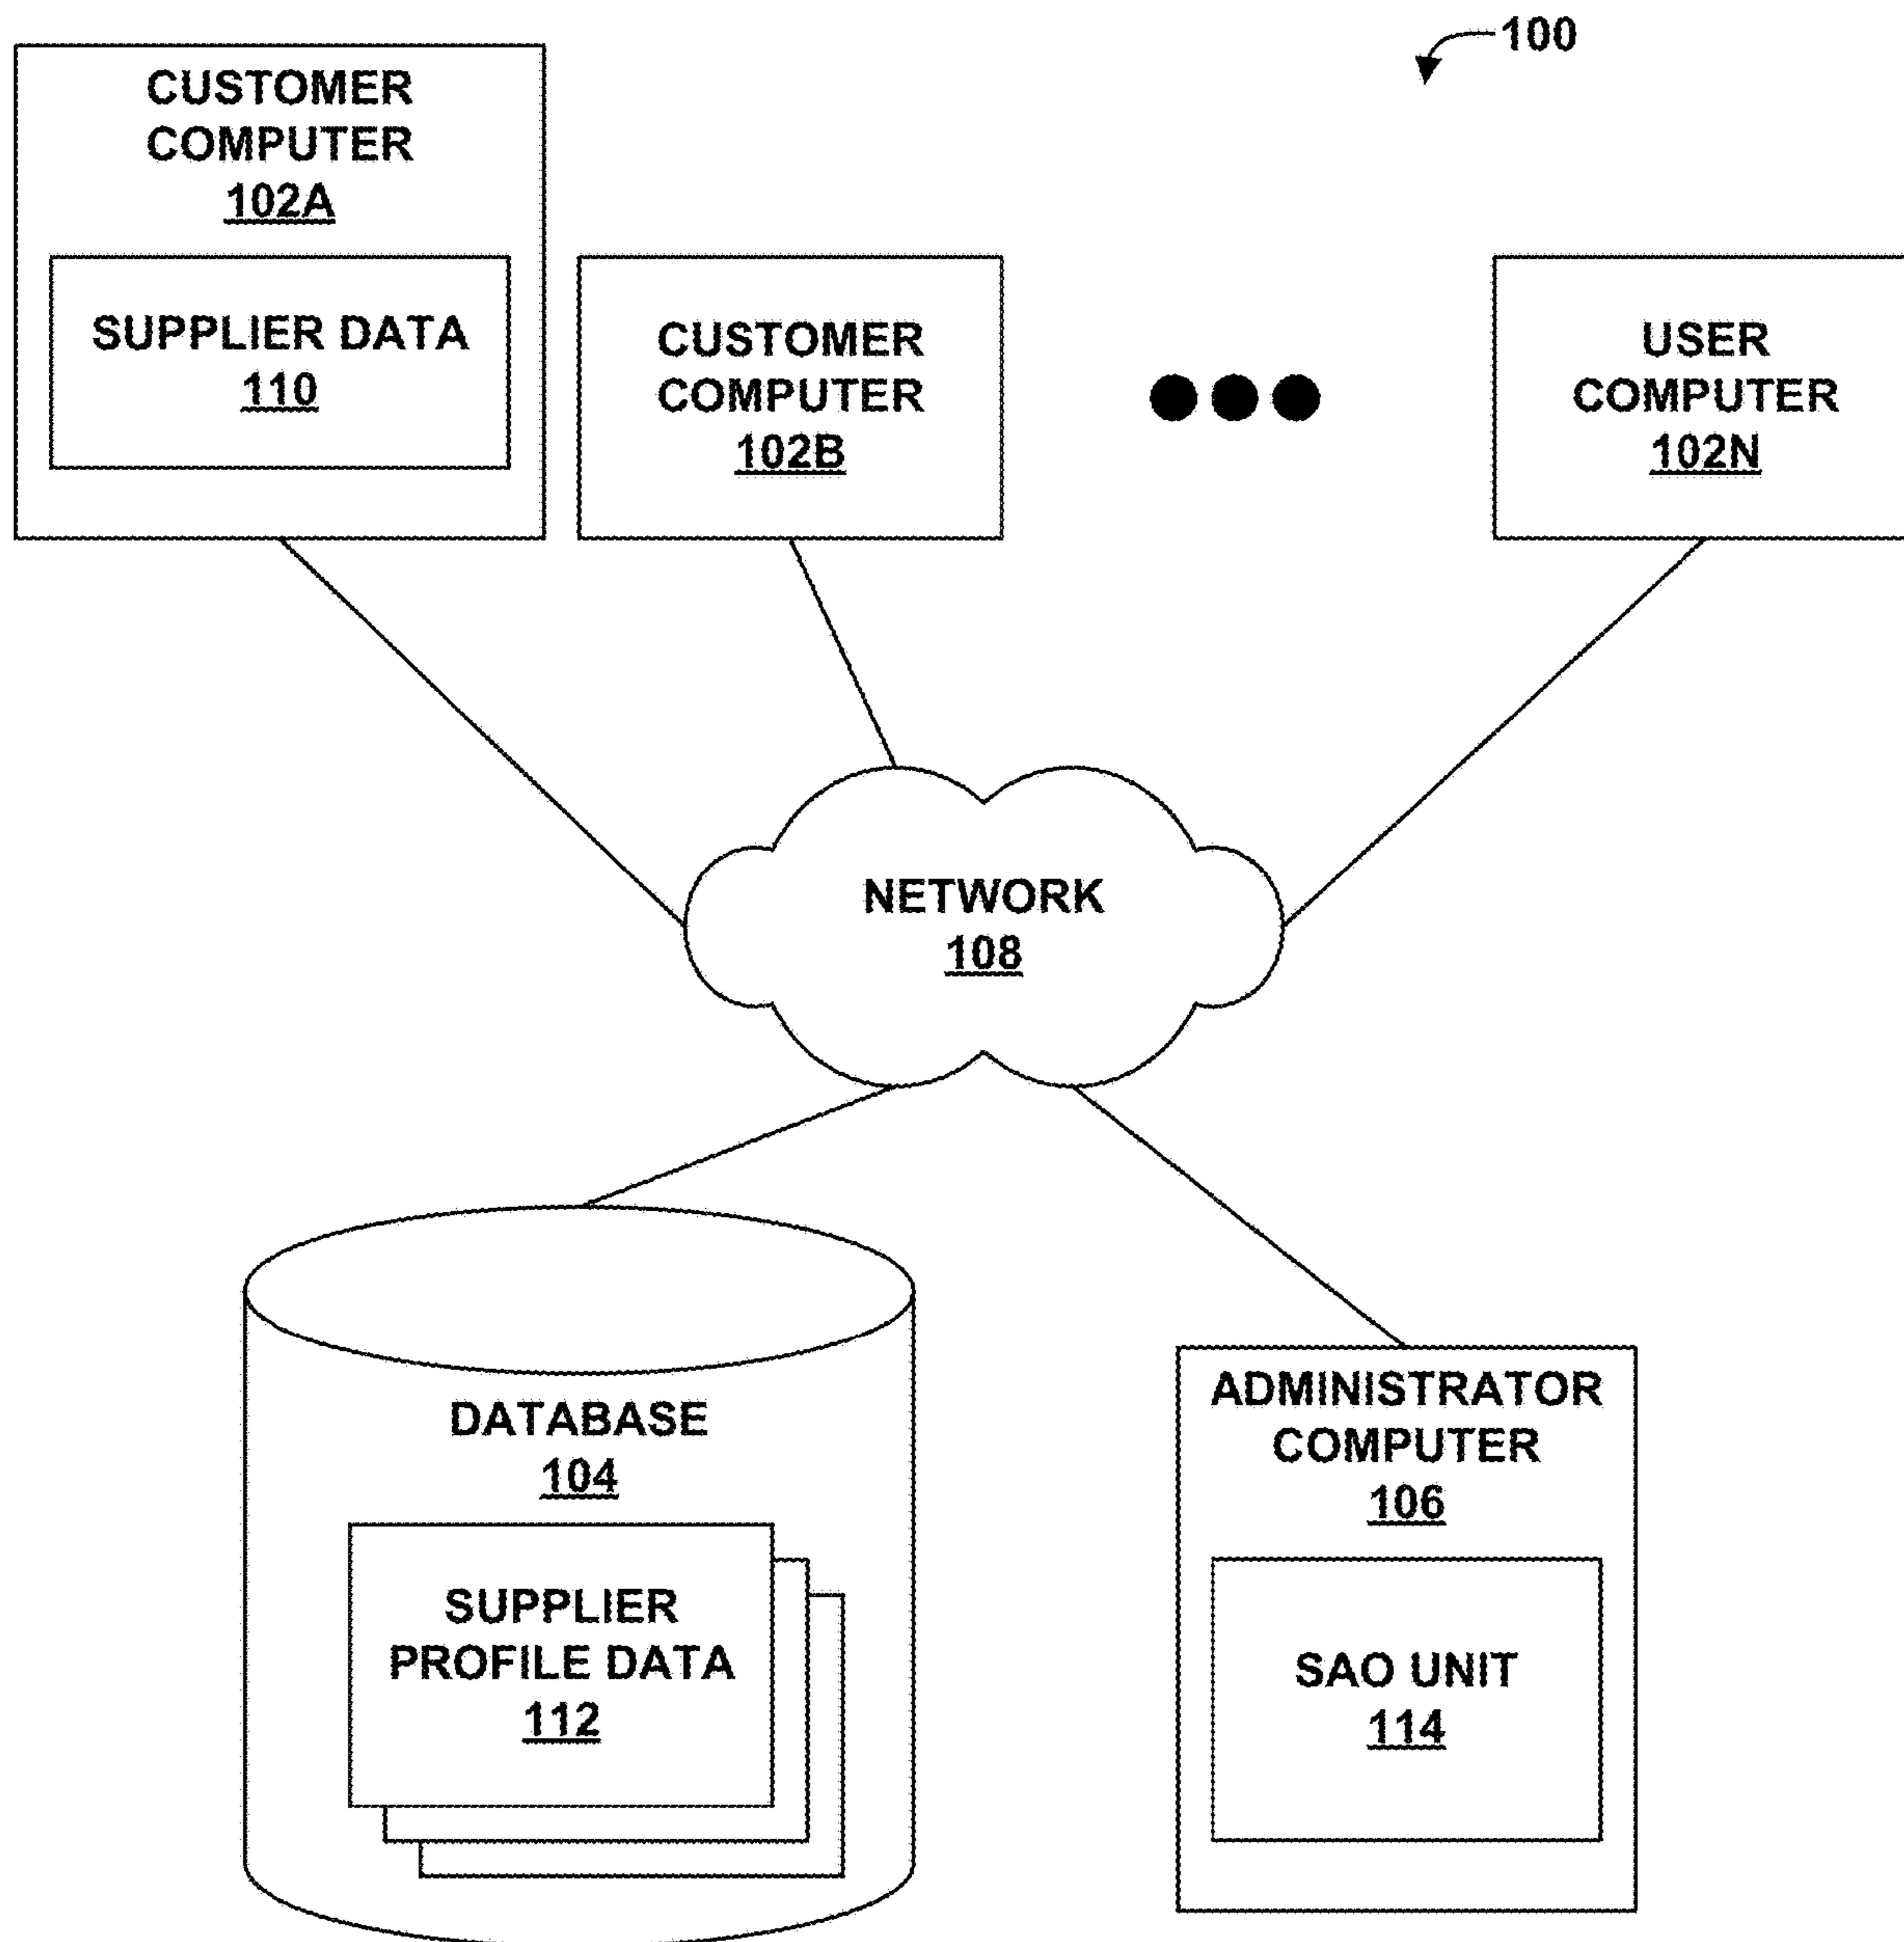 100
CUSTOMER
COMPUTER
102A
SUPPLIER DATA
110
CUSTOMER
COMPUTER
102B
USER
COMPUTER
102N
NETWORK
108
DATABASE
104
SUPPLIER
PROFILE DATA
112
ADMINISTRATOR
COMPUTER
106
SAO UNIT
114